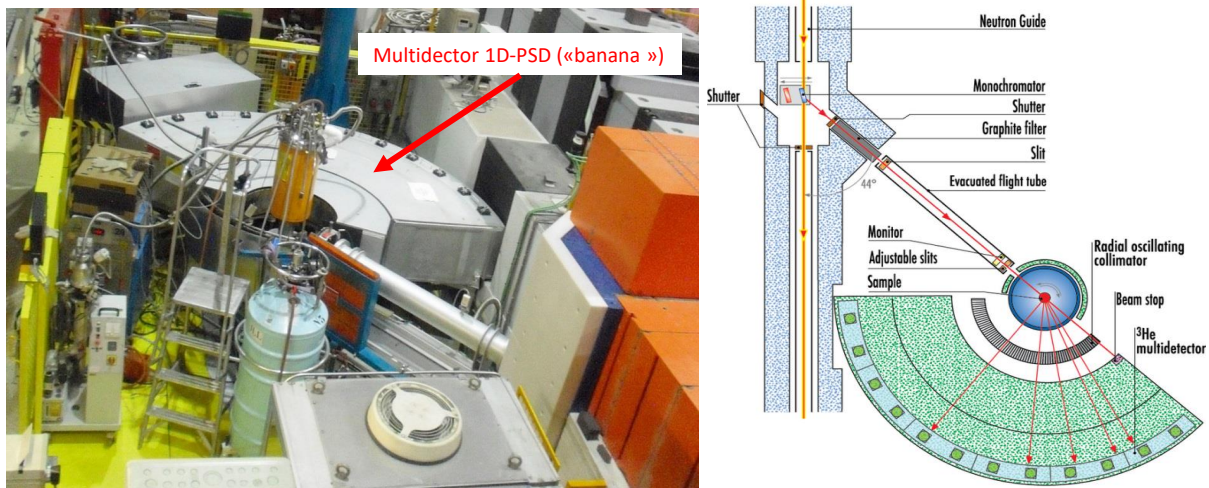 Multidector 1D-PSD («banana »)
Neutron Guide
Monochromator
Shutter
Shutter
Graphite filter
Slit
44°
Evacuated flight tube
Monitor
Adjustable slits
Sample
Radial oscillating
collimator
Beam stop
³He
multidetector